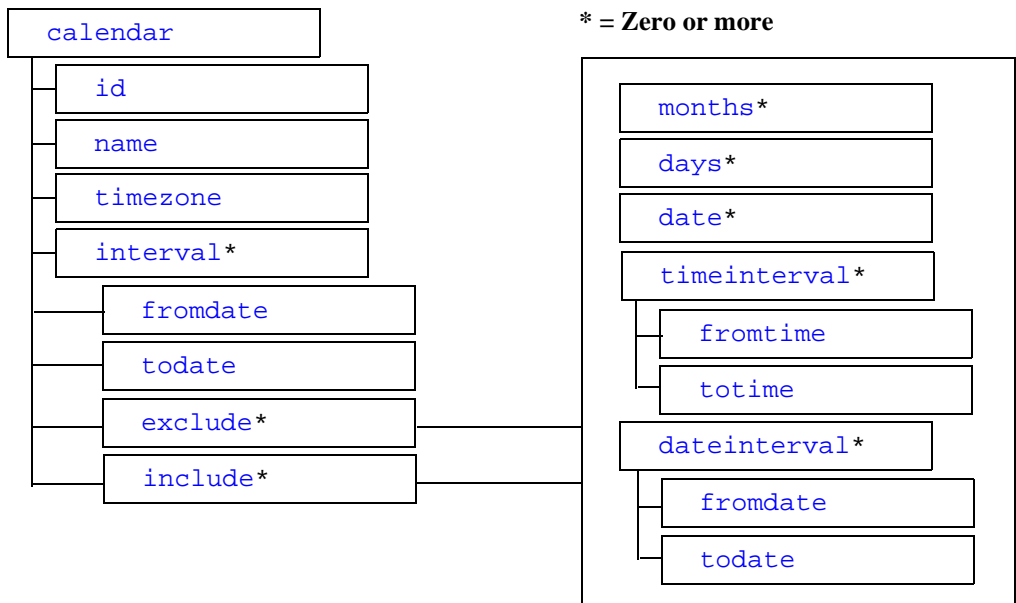 calendar
id
name
timezone
interval*
fromdate
todate
exclude*
include*
* = Zero or more
months*
days*
date*
timeinterval*
fromtime
totime
dateinterval*
fromdate
todate